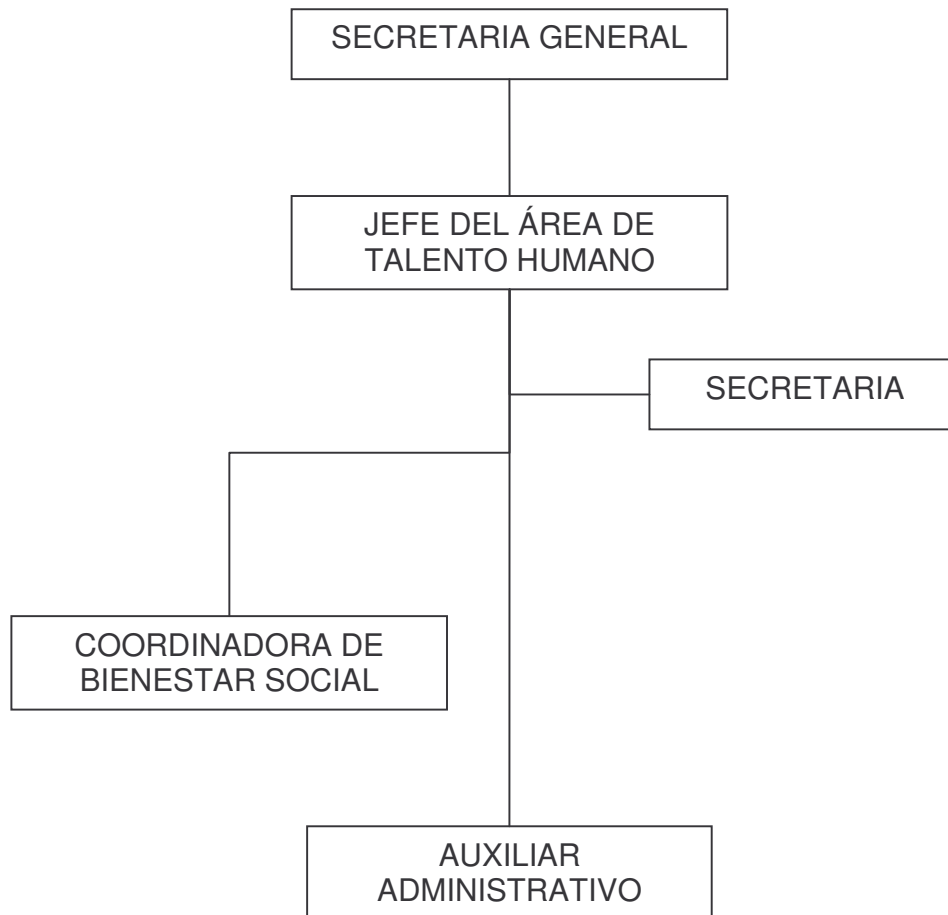 SECRETARIA GENERAL
JEFE DEL ÁREA DE
TALENTO HUMANO
SECRETARIA
COORDINADORA DE
BIENESTAR SOCIAL
AUXILIAR
ADMINISTRATIVO